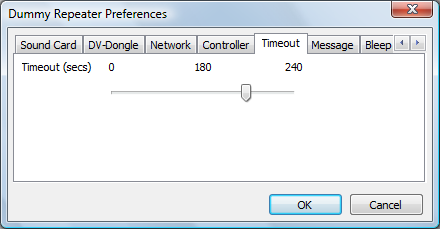 Dummy Repeater Preferences
Sound Card DV-Dongle Network Controller Timeout Message Bleep
Timeout (secs) 0 180 240
OK Cancel